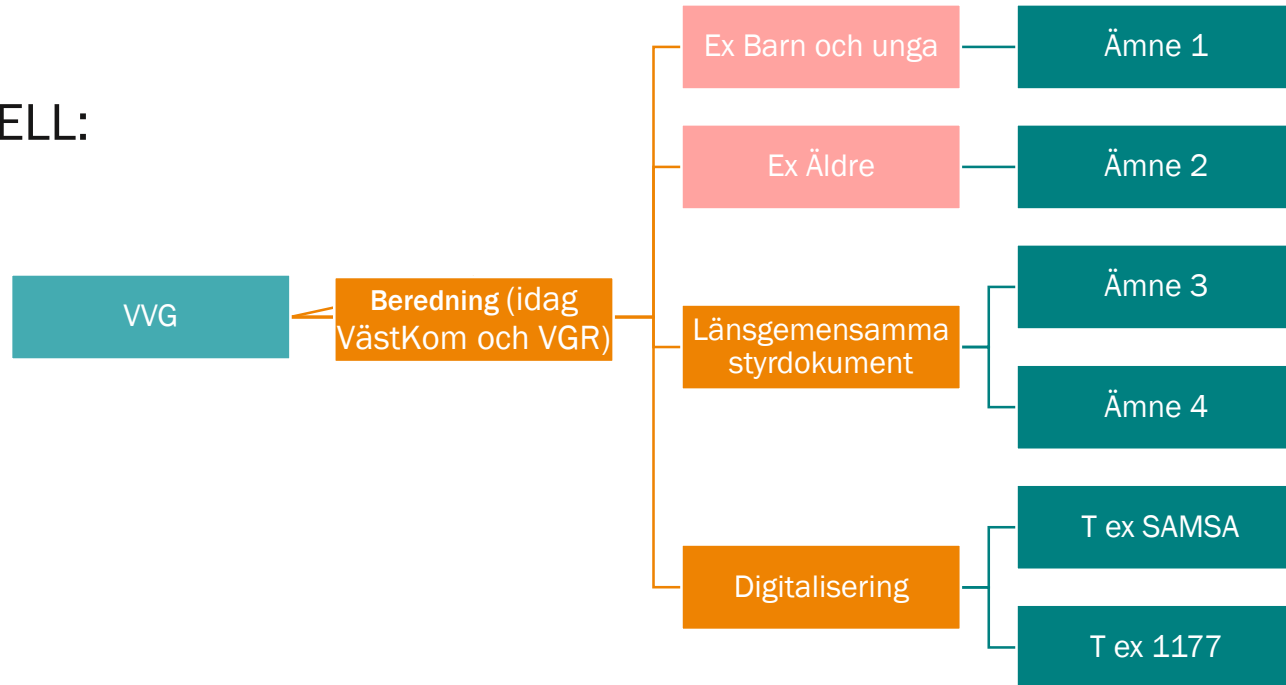 ELL:
VVG
Beredning (idag
VästKom och VGR)
Ex Barn och unga
Ämne 1
Ex Äldre
Ämne 2
Länsgemensamma
styrdokument
Ämne 3
Ämne 4
Digitalisering
T ex SAMSA
T ex 1177